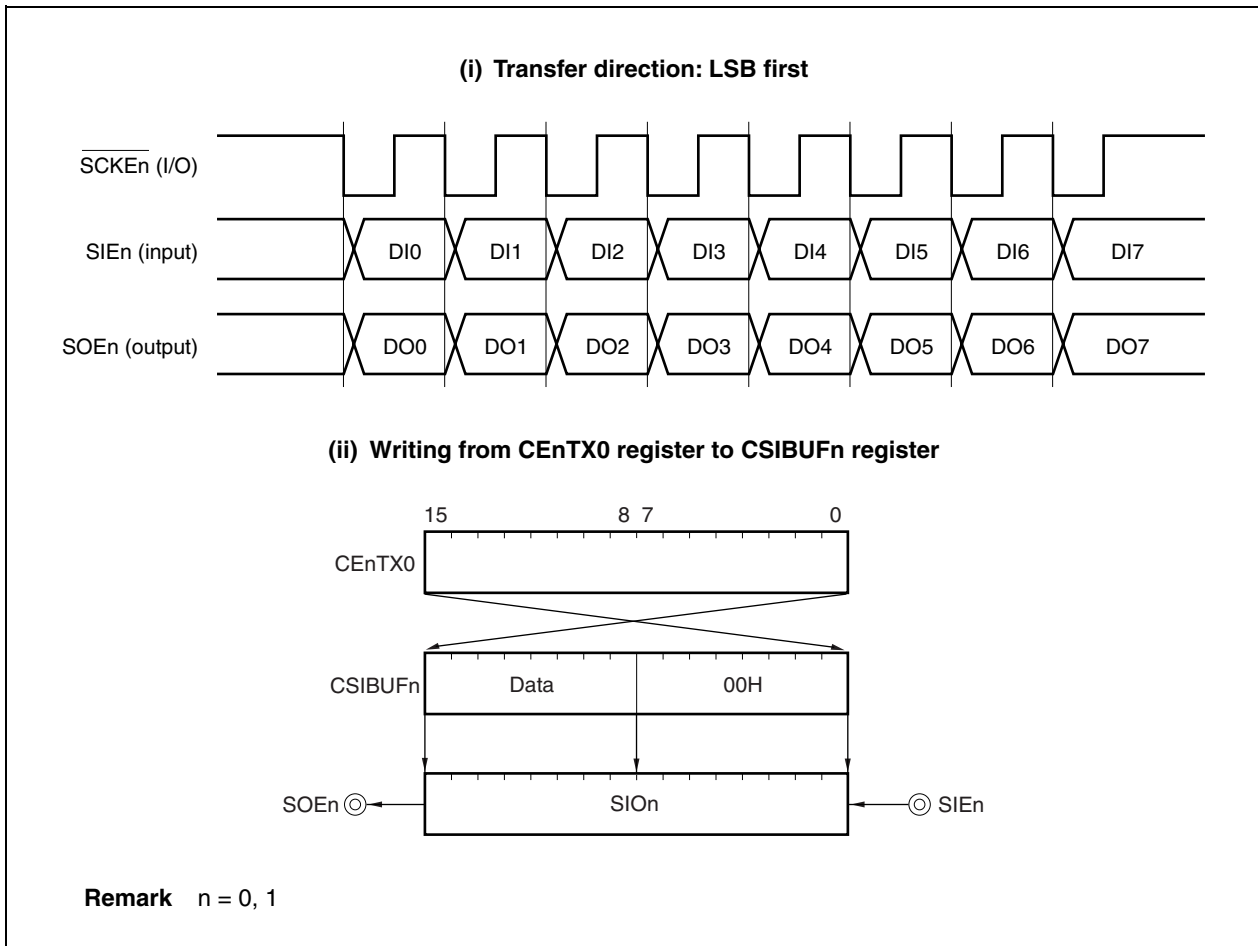 (i) Transfer direction: LSB first
SCKEn (I/O)
SIEn (input) DI0 DI1 DI2 DI3 DI4 DI5 DI6 DI7
SOEn (output) DO0 DO1 DO2 DO3 DO4 DO5 DO6 DO7
(ii) Writing from CEnTX0 register to CSIBUFn register
15 8 7 0
CEnTX0
CSIBUFn Data 00H
SOEn SIOn SIEn
Remark n = 0, 1